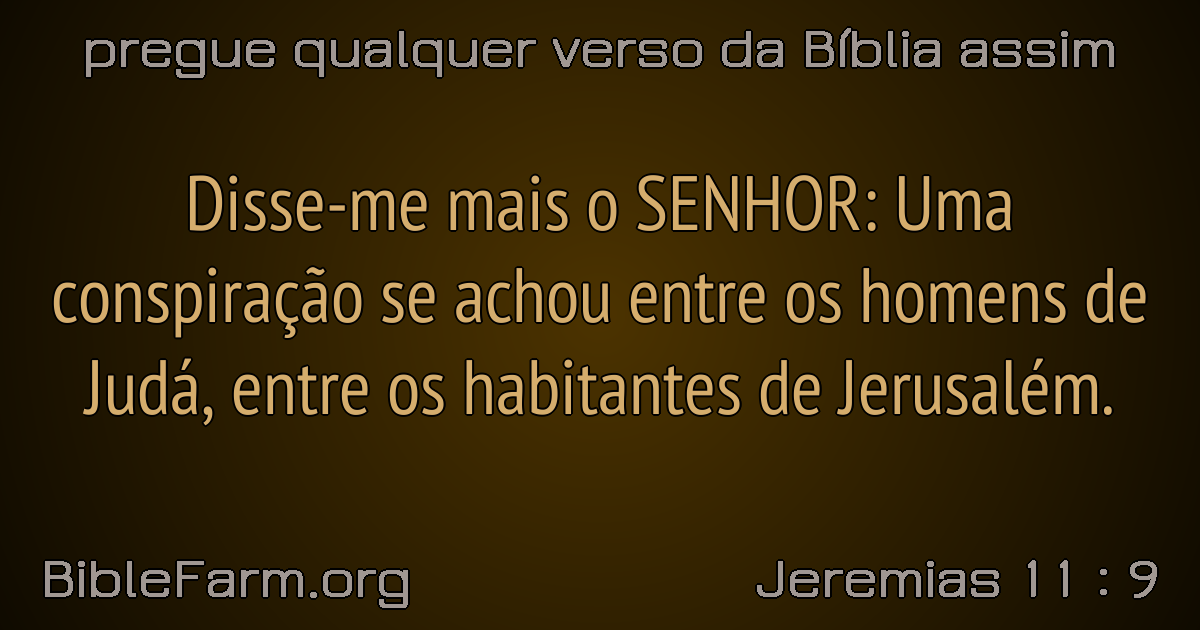 pregue qualquer verso da Bíblia assim
Disse-me mais o SENHOR: Uma
conspiração se achou entre os homens de
Judá, entre os habitantes de Jerusalém.
BibleFarm.org
Jeremias 11 : 9